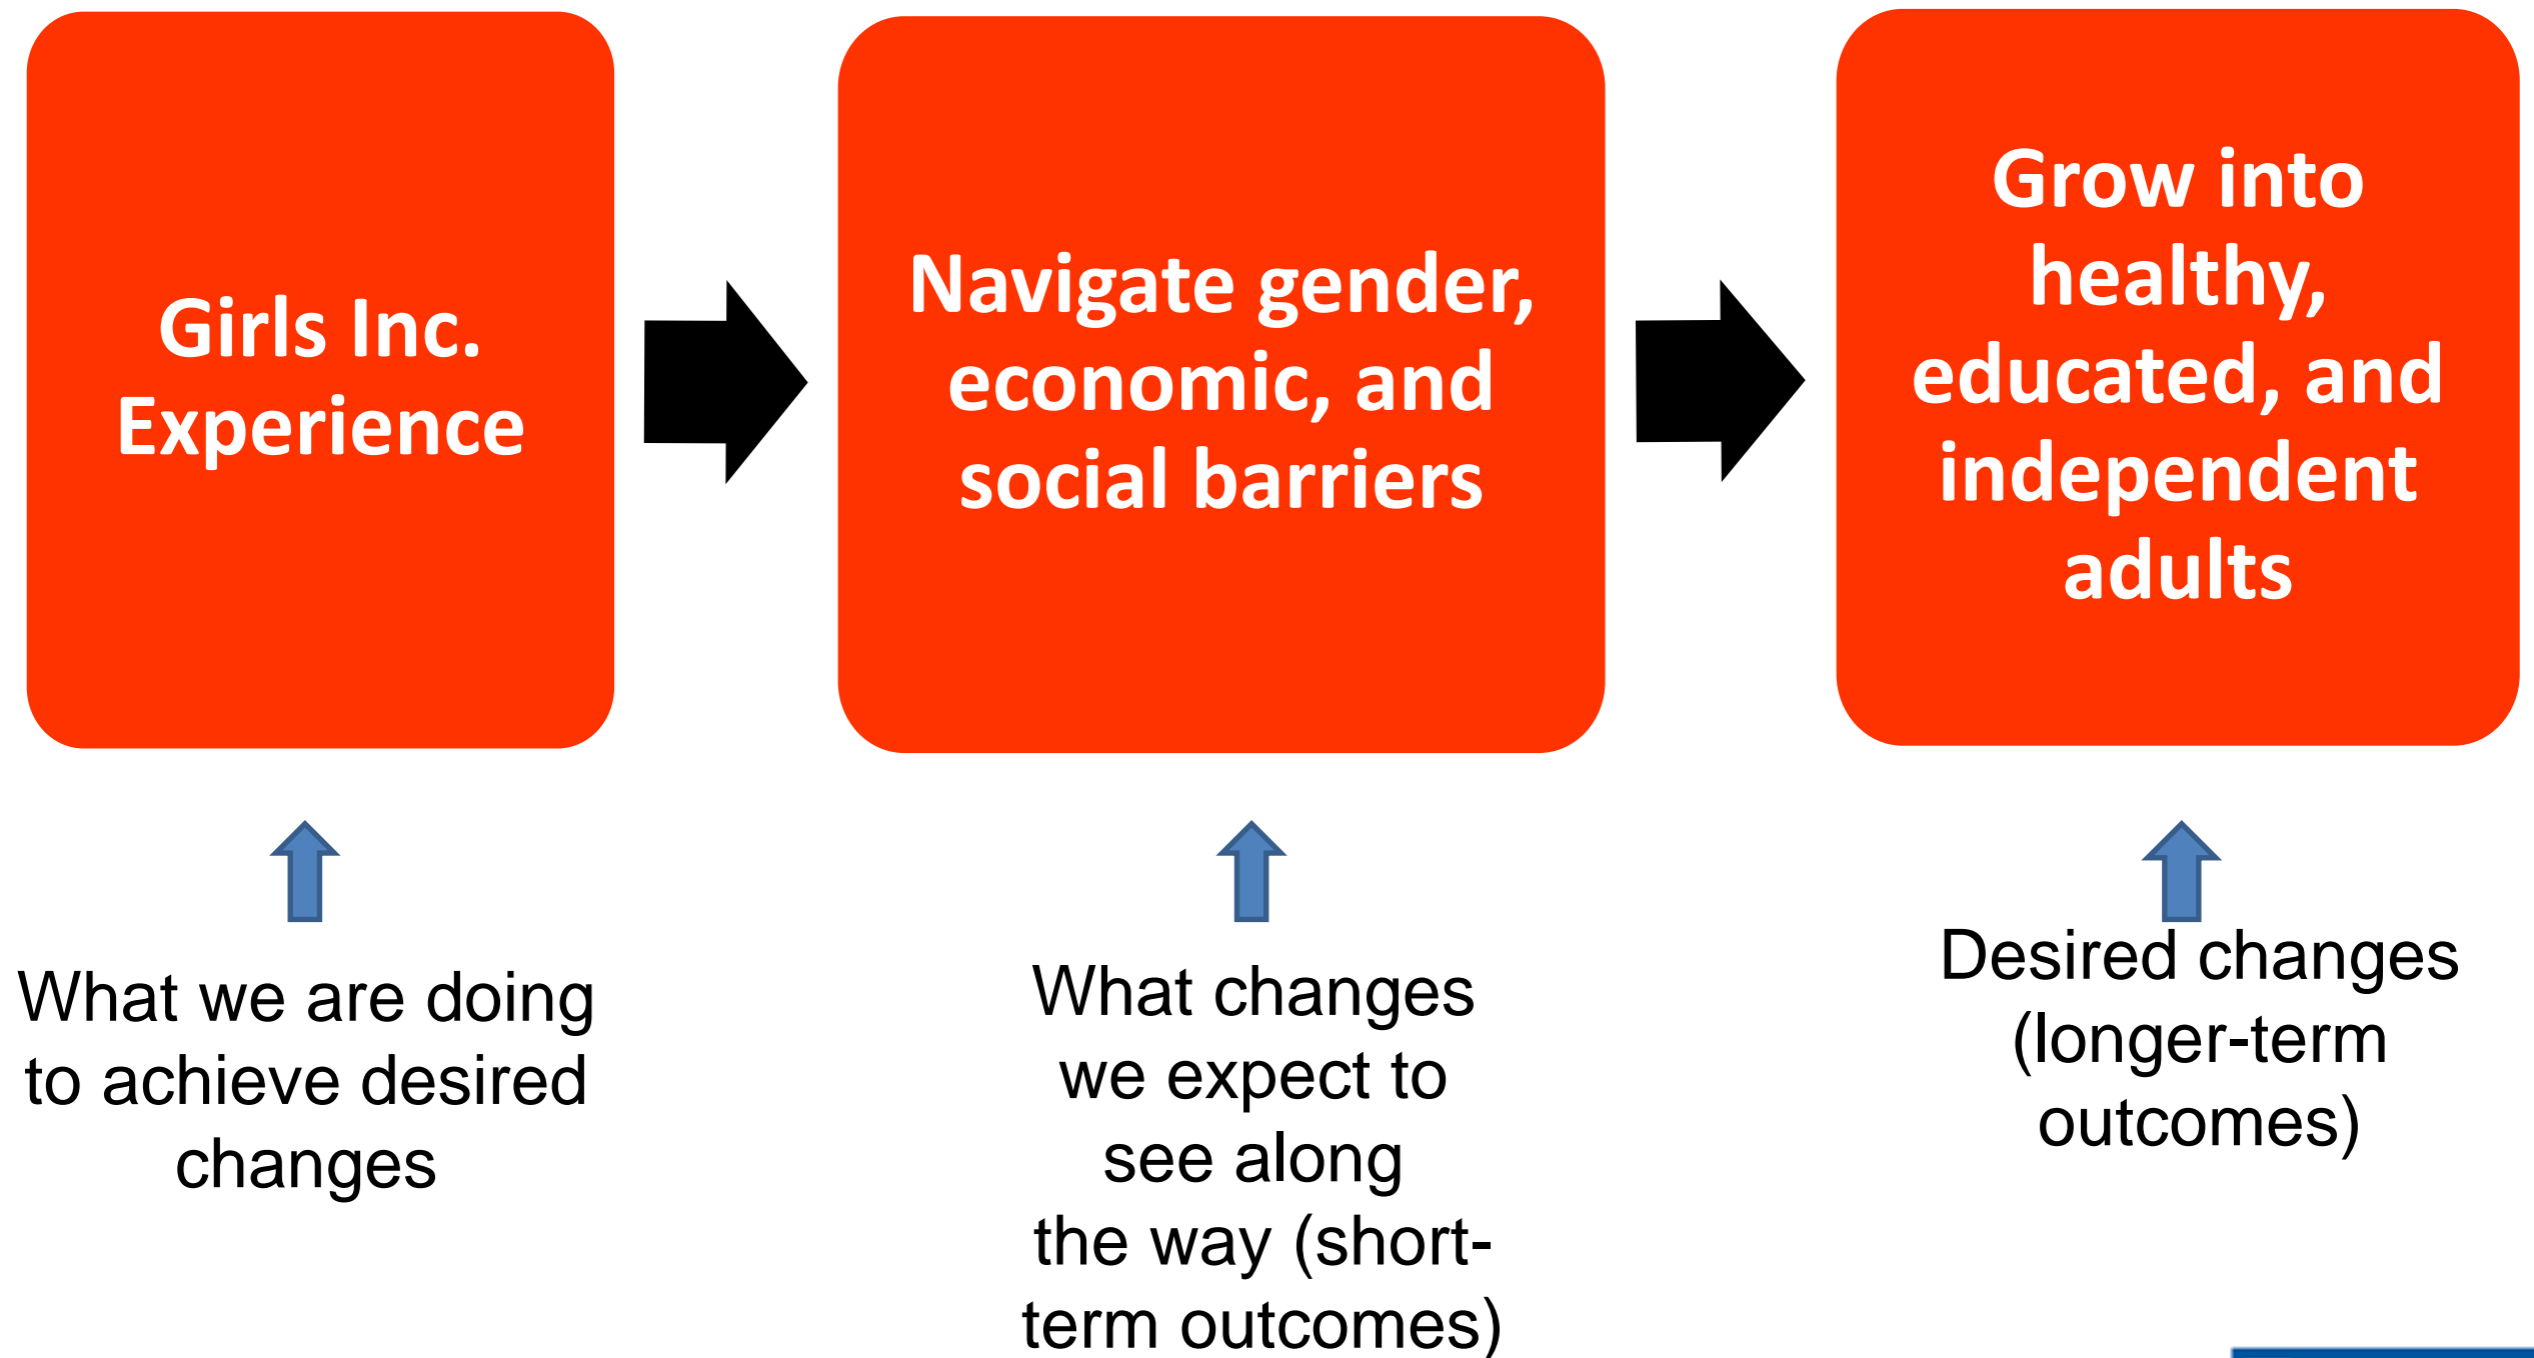 Girls Inc.
Experience
Navigate gender,
economic, and
social barriers
Grow into
healthy,
educated, and
independent
adults
What we are doing
to achieve desired
changes
What changes
we expect to
see along
the way (short-
term outcomes)
Desired changes
(longer-term
outcomes)